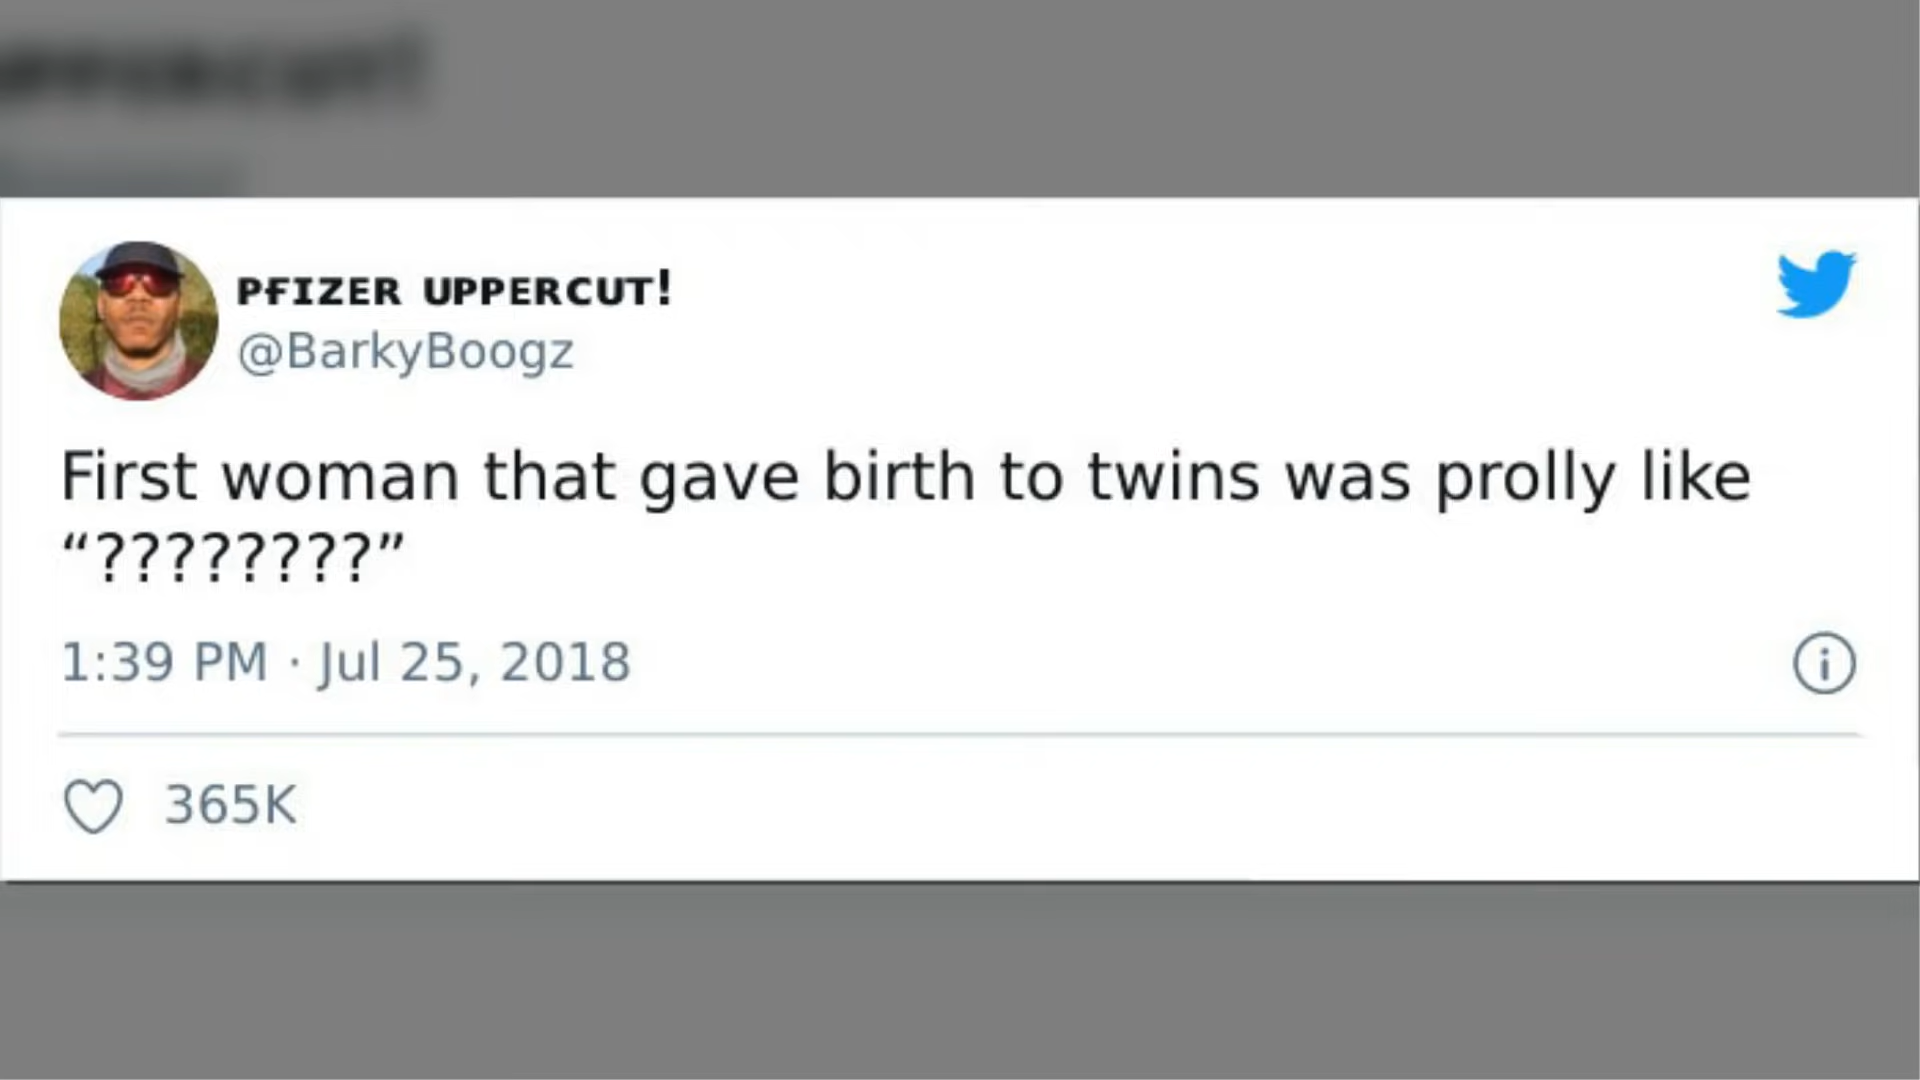 PFIZER UPPERCUT!
@BarkyBoogz
First woman that gave birth to twins was prolly like
“????????”
1:39 PM · Jul 25, 2018
365K